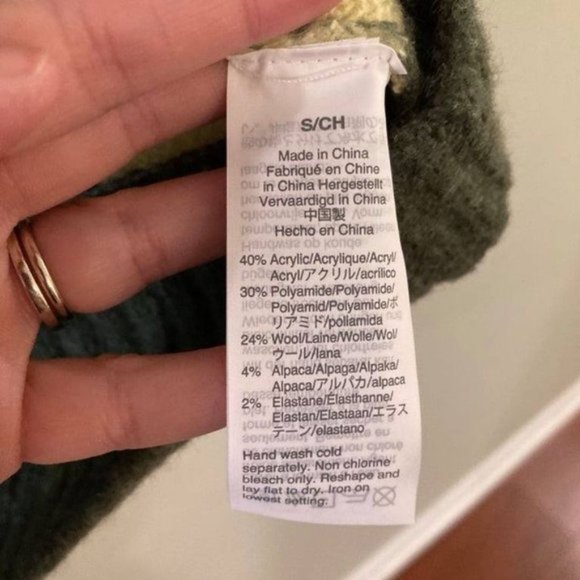 S/CH
Made in China
Fabriqué en Chine
in China Hergestellt
Vervaardigd in China
中国製
Hecho en China
40% Acrylic/Acrylique/Acryl/
Acryl/アクリル/acrílico
30% Polyamide/Polyamide/
Polyamid/Polyamide/ポ
リアミド/poliamida
24% Wool/Laine/Wolle/Wol/
ウール/lana
4% Alpaca/Alpaga/Alpaka/
Alpaca/アルパカ/alpaca
2% Elastane/Élasthanne/
Elastan/Elastaan/エラス
テーン/elastano
Hand wash cold
separately. Non chlorine
bleach only. Reshape and
lay flat to dry. Iron on
lowest setting.